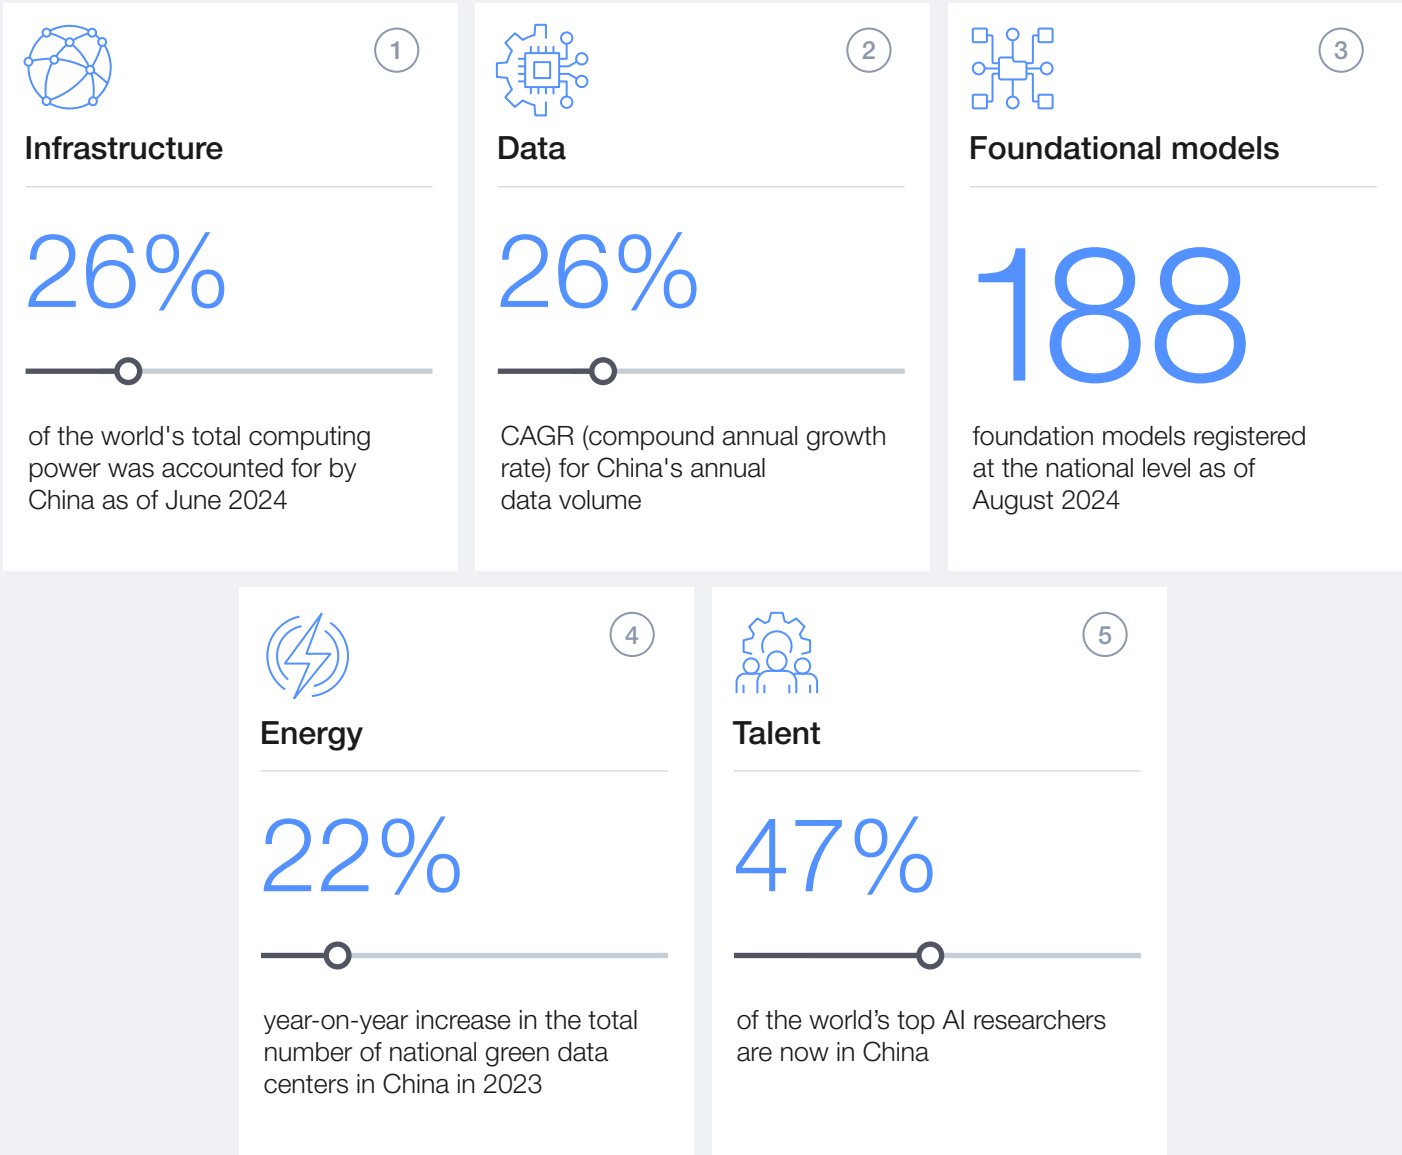 1
Infrastructure
26%
of the world's total computing
power was accounted for by
China as of June 2024
2
Data
26%
CAGR (compound annual growth
rate) for China's annual
data volume
3
Foundational models
188
foundation models registered
at the national level as of
August 2024
4
Energy
22%
year-on-year increase in the total
number of national green data
centers in China in 2023
5
Talent
47%
of the world’s top AI researchers
are now in China